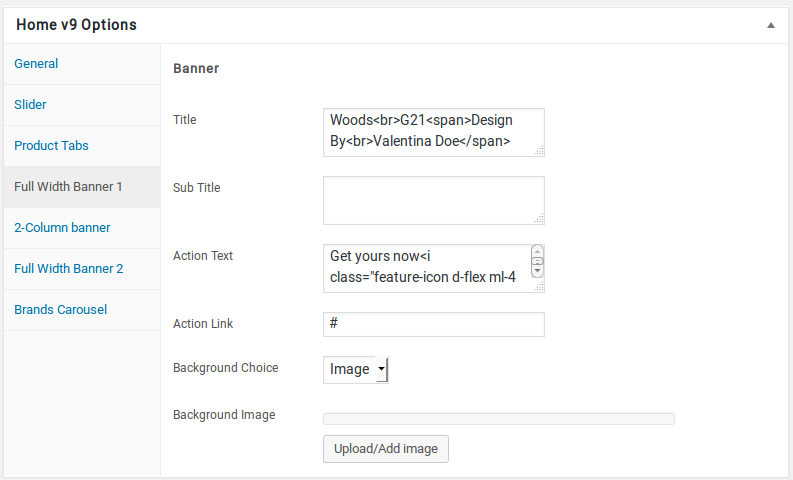 Home v9 Options
General
Slider
Product Tabs
Full Width Banner 1
2-Column banner
Full Width Banner 2
Brands Carousel
Banner
Title
Woods<br>G21<span>Design
By<br>Valentina Doe</span>
Sub Title
Action Text
Get yours now<i
class="feature-icon d-flex ml-4
Action Link
#
Background Choice
Image
Background Image
Upload/Add image